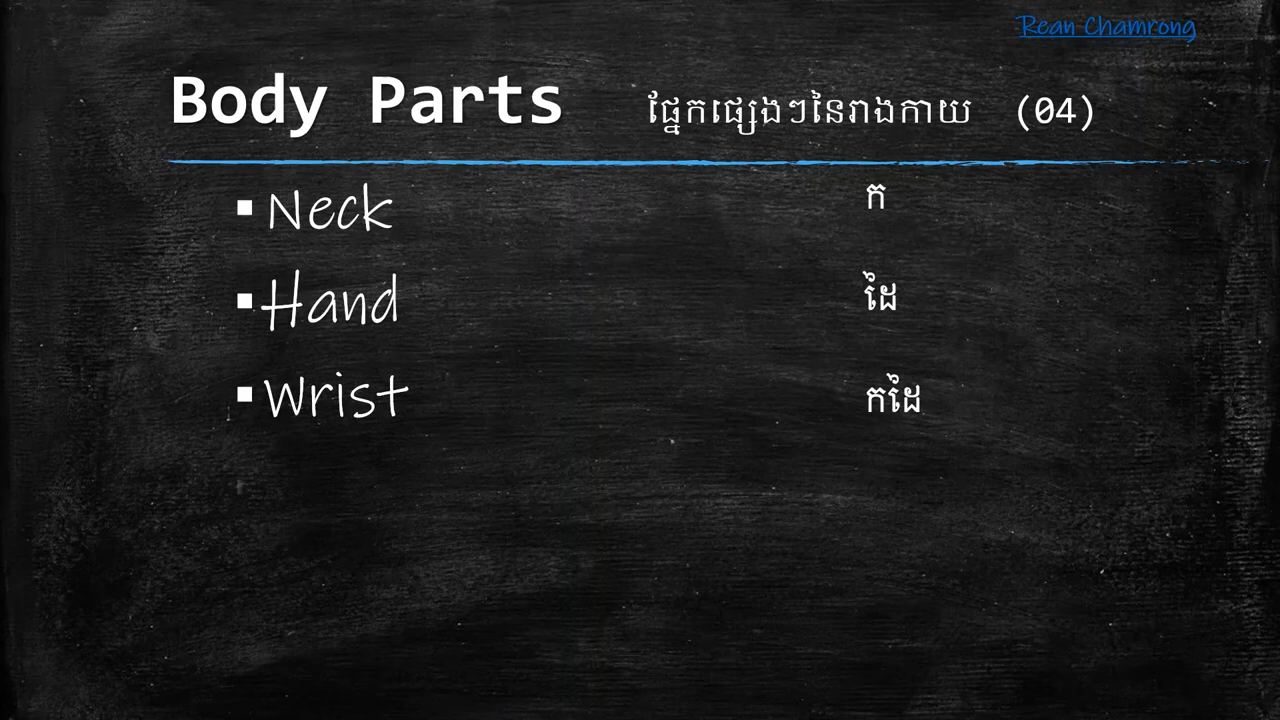 Rean Chamrong
Body Parts ផ្នែកផ្សេងៗនៃរាងកាយ (04)
▪ Neck ក
▪ Hand ដៃ
▪ Wrist កដៃ